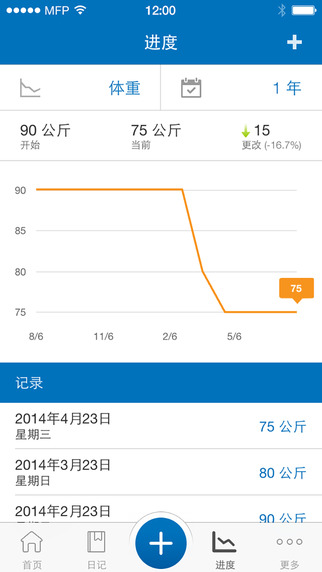 MFP 12:00
进度
体重 1 年
90 公斤 75 公斤 15
开始 当前 更改 (-16.7%)
90
85
80
75
75
8/6 11/6 2/6 5/6
记录
2014年4月23日
星期三
75 公斤
2014年3月23日
星期日
80 公斤
2014年2月23日
90 公斤
首页 日记 进度 更多